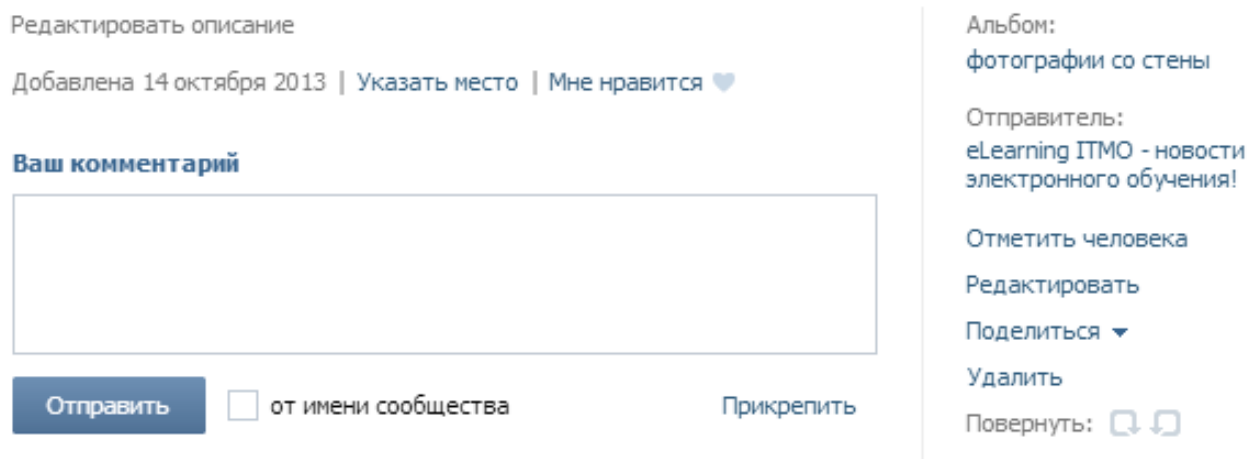 Редактировать описание
Добавлена 14 октября 2013 | Указать место | Мне нравится
Ваш комментарий
Отправить
от имени сообщества
Прикрепить
Альбом:
фотографии со стены
Отправитель:
eLearning ITMO - новости
электронного обучения!
Отметить человека
Редактировать
Поделиться
Удалить
Повернуть: